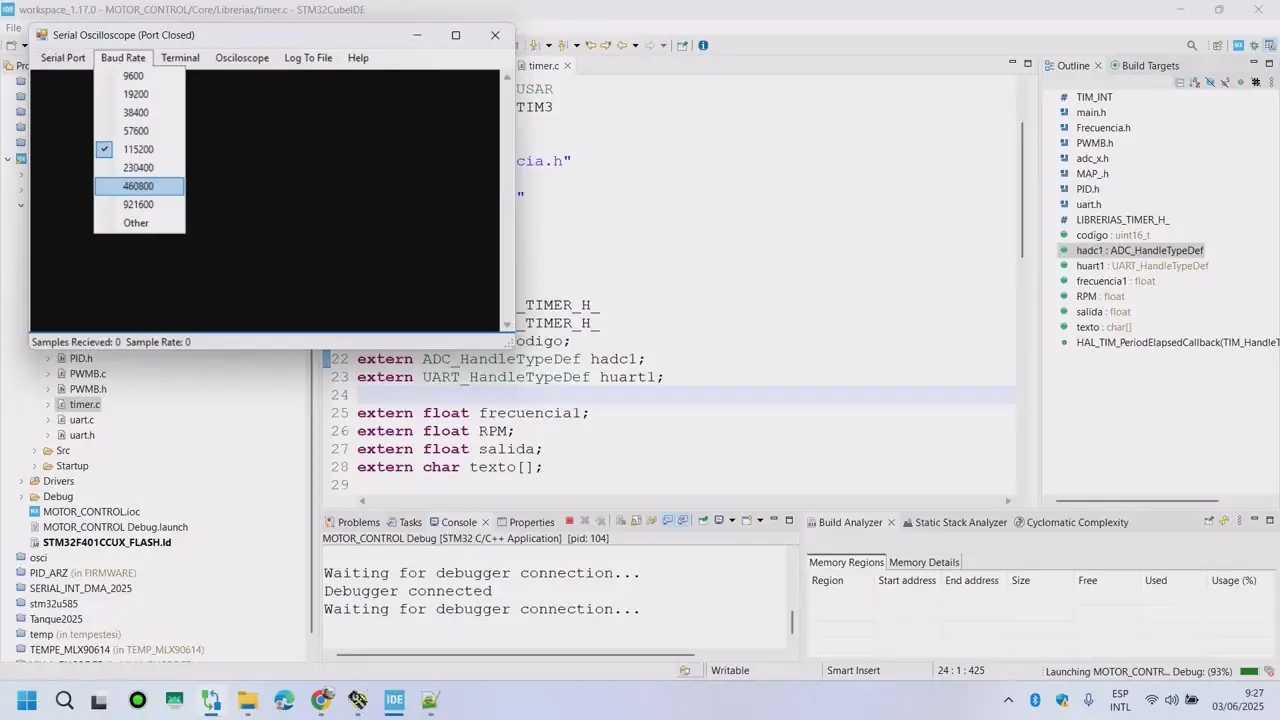 workspace_1.17.0 - MOTOR_CONTROL/Core/Librerias/timer.c - STM32CubeIDE
File
Serial Oscilloscope (Port Closed)
Serial Port Baud Rate Terminal Osciloscope Log To File Help
9600
19200
38400
57600
115200
230400
460800
921600
Other
Samples Recieved: 0 Sample Rate: 0
timer.c
USAR
TIM3
cia.h"
"
_TIMER_H_
_TIMER_H_
codigo;
22 extern ADC_HandleTypeDef hadc1;
23 extern UART_HandleTypeDef huart1;
24
25 extern float frecuencia1;
26 extern float RPM;
27 extern float salida;
28 extern char texto[];
29
Outline Build Targets
TIM_INT
main.h
Frecuencia.h
PWMB.h
adc_x.h
MAP_.h
PID.h
uart.h
LIBRERIAS_TIMER_H_
codigo : uint16_t
hadc1 : ADC_HandleTypeDef
huart1 : UART_HandleTypeDef
frecuencia1 : float
RPM : float
salida : float
texto : char[]
HAL_TIM_PeriodElapsedCallback(TIM_HandleT
PID.h
PWMB.c
PWMB.h
timer.c
uart.c
uart.h
Src
Startup
Drivers
Debug
MOTOR_CONTROL.ioc
MOTOR_CONTROL Debug.launch
STM32F401CCUX_FLASH.ld
osci
PID_ARZ (in FIRMWARE)
SERIAL_INT_DMA_2025
stm32u585
Tanque2025
temp (in tempestesi)
TEMPE_MLX90614 (in TEMP_MLX90614)
Problems Tasks Console Properties
MOTOR_CONTROL Debug [STM32 C/C++ Application] [pid: 104]
Waiting for debugger connection...
Debugger connected
Waiting for debugger connection...
Build Analyzer Static Stack Analyzer Cyclomatic Complexity
Memory Regions Memory Details
Region Start address End address Size Free Used Usage (%)
Writable Smart Insert 24 : 1 : 425 Launching MOTOR_CONTR... Debug: (93%)
ESP
INTL
9:27
03/06/2025